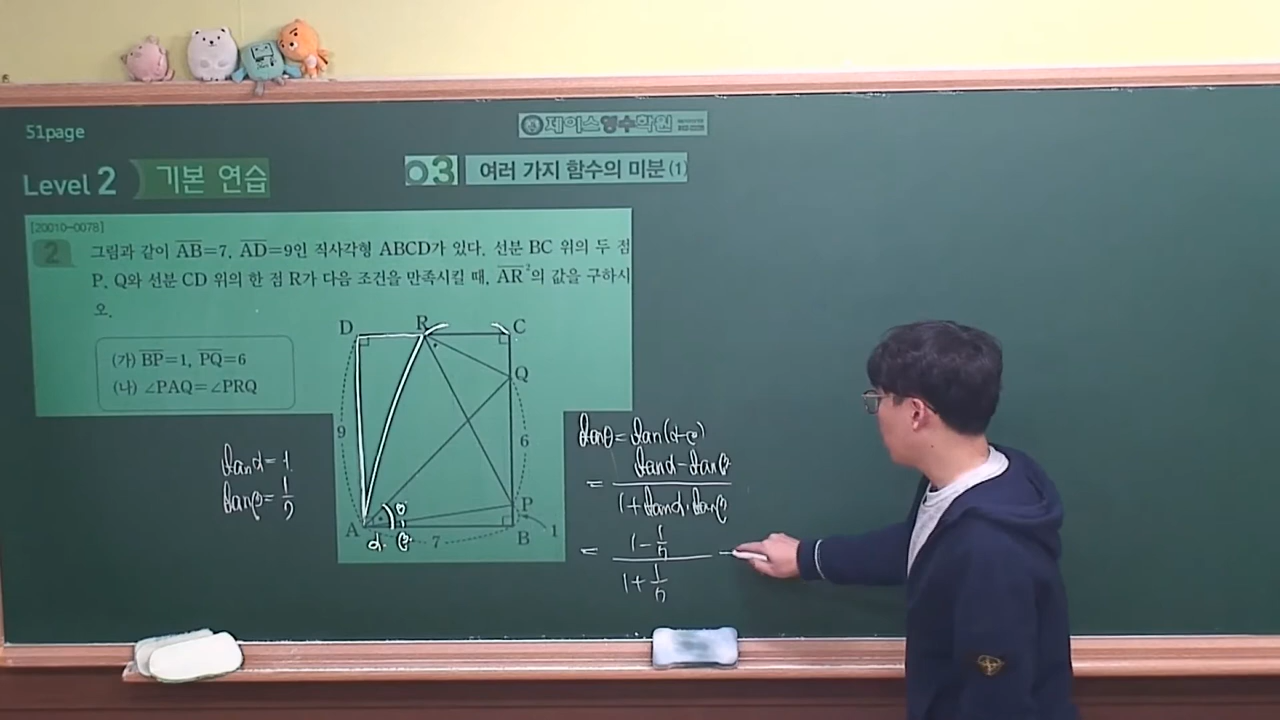 51page
제이스영수학원
Level 2 기본 연습
03 여러 가지 함수의 미분 (1)
[20010-0078]
2 그림과 같이 AB=7, AD=9인 직사각형 ABCD가 있다. 선분 BC 위의 두 점
P, Q와 선분 CD 위의 한 점 R가 다음 조건을 만족시킬 때, AR²의 값을 구하시
오.
(가) BP=1, PQ=6
(나) ∠PAQ=∠PRQ
D R C
Q
9 6
P
A 7 B 1
θ
α β
tanα=1
tanβ=1/7
tanθ=tan(α-β)
=(tanα-tanβ)/(1+tanα·tanβ)
=(1-1/7)/(1+1/7)